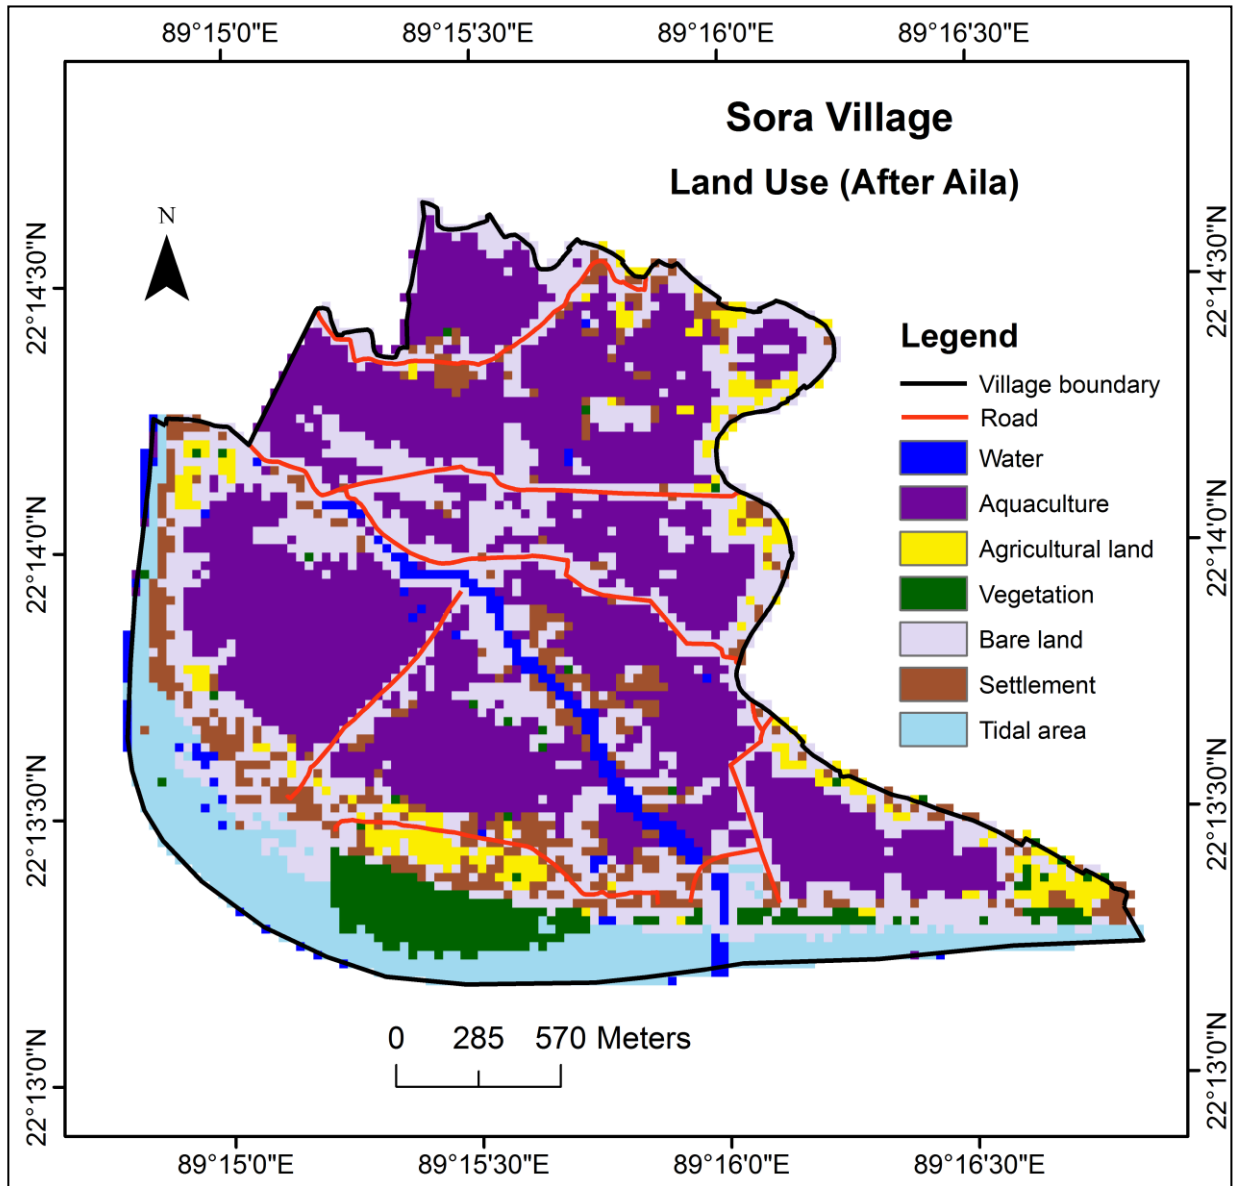 89°15'0"E 89°15'30"E 89°16'0"E 89°16'30"E
Sora Village
Land Use (After Aila)
N
22°14'30"N
22°14'0"N
22°13'30"N
22°13'0"N
22°14'30"N
22°14'0"N
22°13'30"N
22°13'0"N
Legend
Village boundary
Road
Water
Aquaculture
Agricultural land
Vegetation
Bare land
Settlement
Tidal area
0 285 570 Meters
89°15'0"E 89°15'30"E 89°16'0"E 89°16'30"E